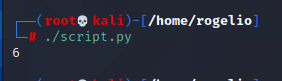 ┌──(root💀kali)-[/home/rogelio]
└─# ./script.py
6